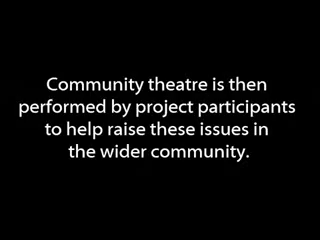 Community theatre is then
performed by project participants
to help raise these issues in
the wider community.